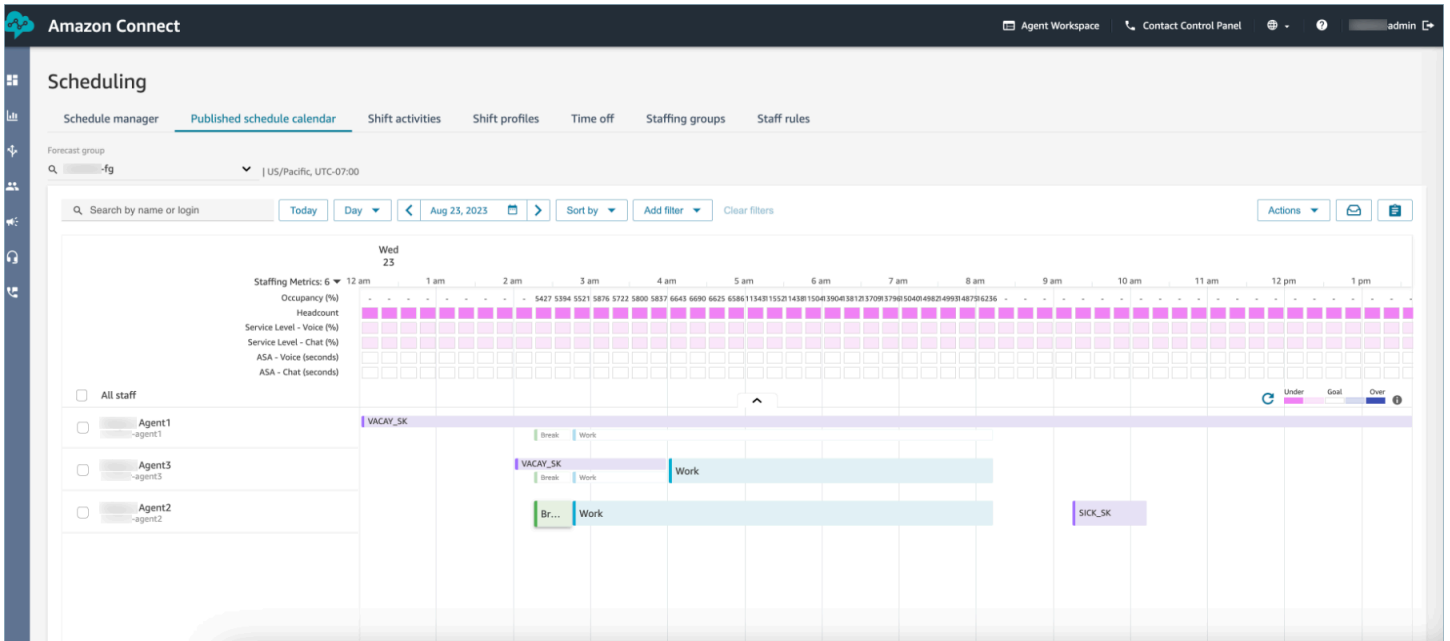 Amazon Connect
Agent Workspace Contact Control Panel admin
Scheduling
Schedule manager Published schedule calendar Shift activities Shift profiles Time off Staffing groups Staff rules
Forecast group
-fg | US/Pacific, UTC-07:00
Search by name or login Today Day Aug 23, 2023 Sort by Add filter Clear filters Actions
Wed
23
Staffing Metrics: 6 12 am 1 am 2 am 3 am 4 am 5 am 6 am 7 am 8 am 9 am 10 am 11 am 12 pm 1 pm
Occupancy (%) - - - - - - - - - 5427 5394 5521 5876 5722 5800 5837 6643 6690 6625 6586 - - - - - - - - - - - - - - - - - - - - - -
Headcount
Service Level - Voice (%)
Service Level - Chat (%)
ASA - Voice (seconds)
ASA - Chat (seconds)
All staff Under Goal Over
Agent1 VACAY_SK
-agent1 Break Work
Agent3 VACAY_SK Work
-agent3 Break Work
Agent2 Br... Work SICK_SK
-agent2